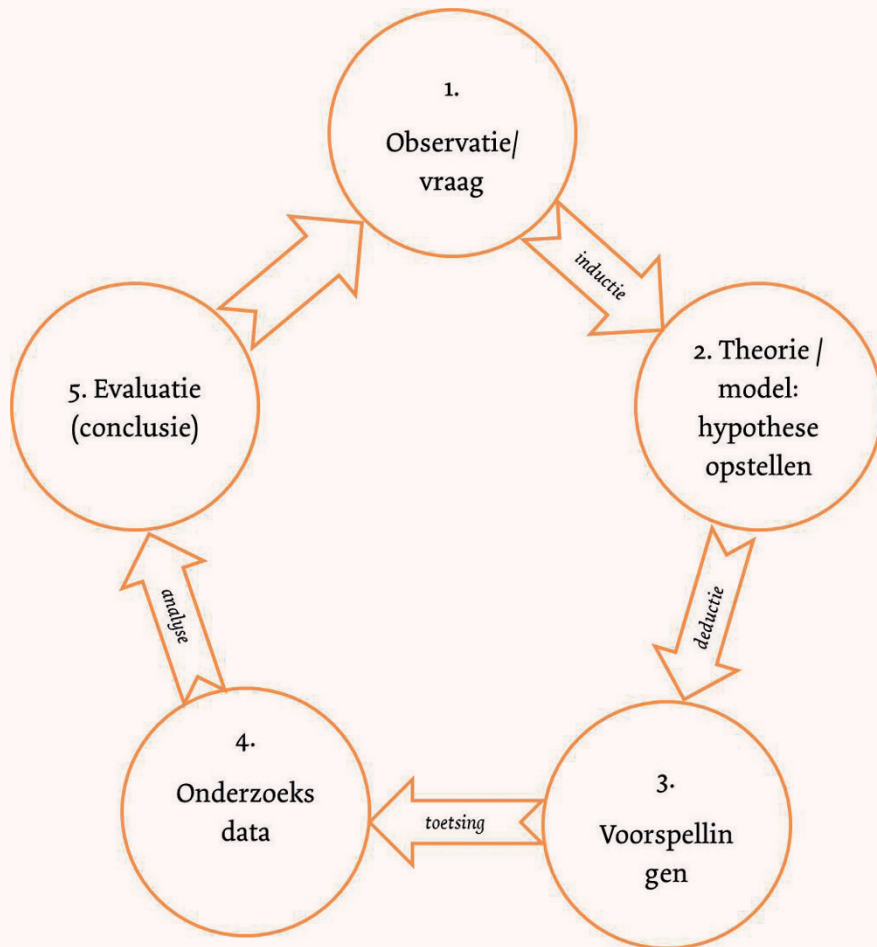 1.
Observatie/
vraag
inductie
2. Theorie /
model:
hypothese
opstellen
deductie
3.
Voorspellin
gen
toetsing
4.
Onderzoeks
data
analyse
5. Evaluatie
(conclusie)